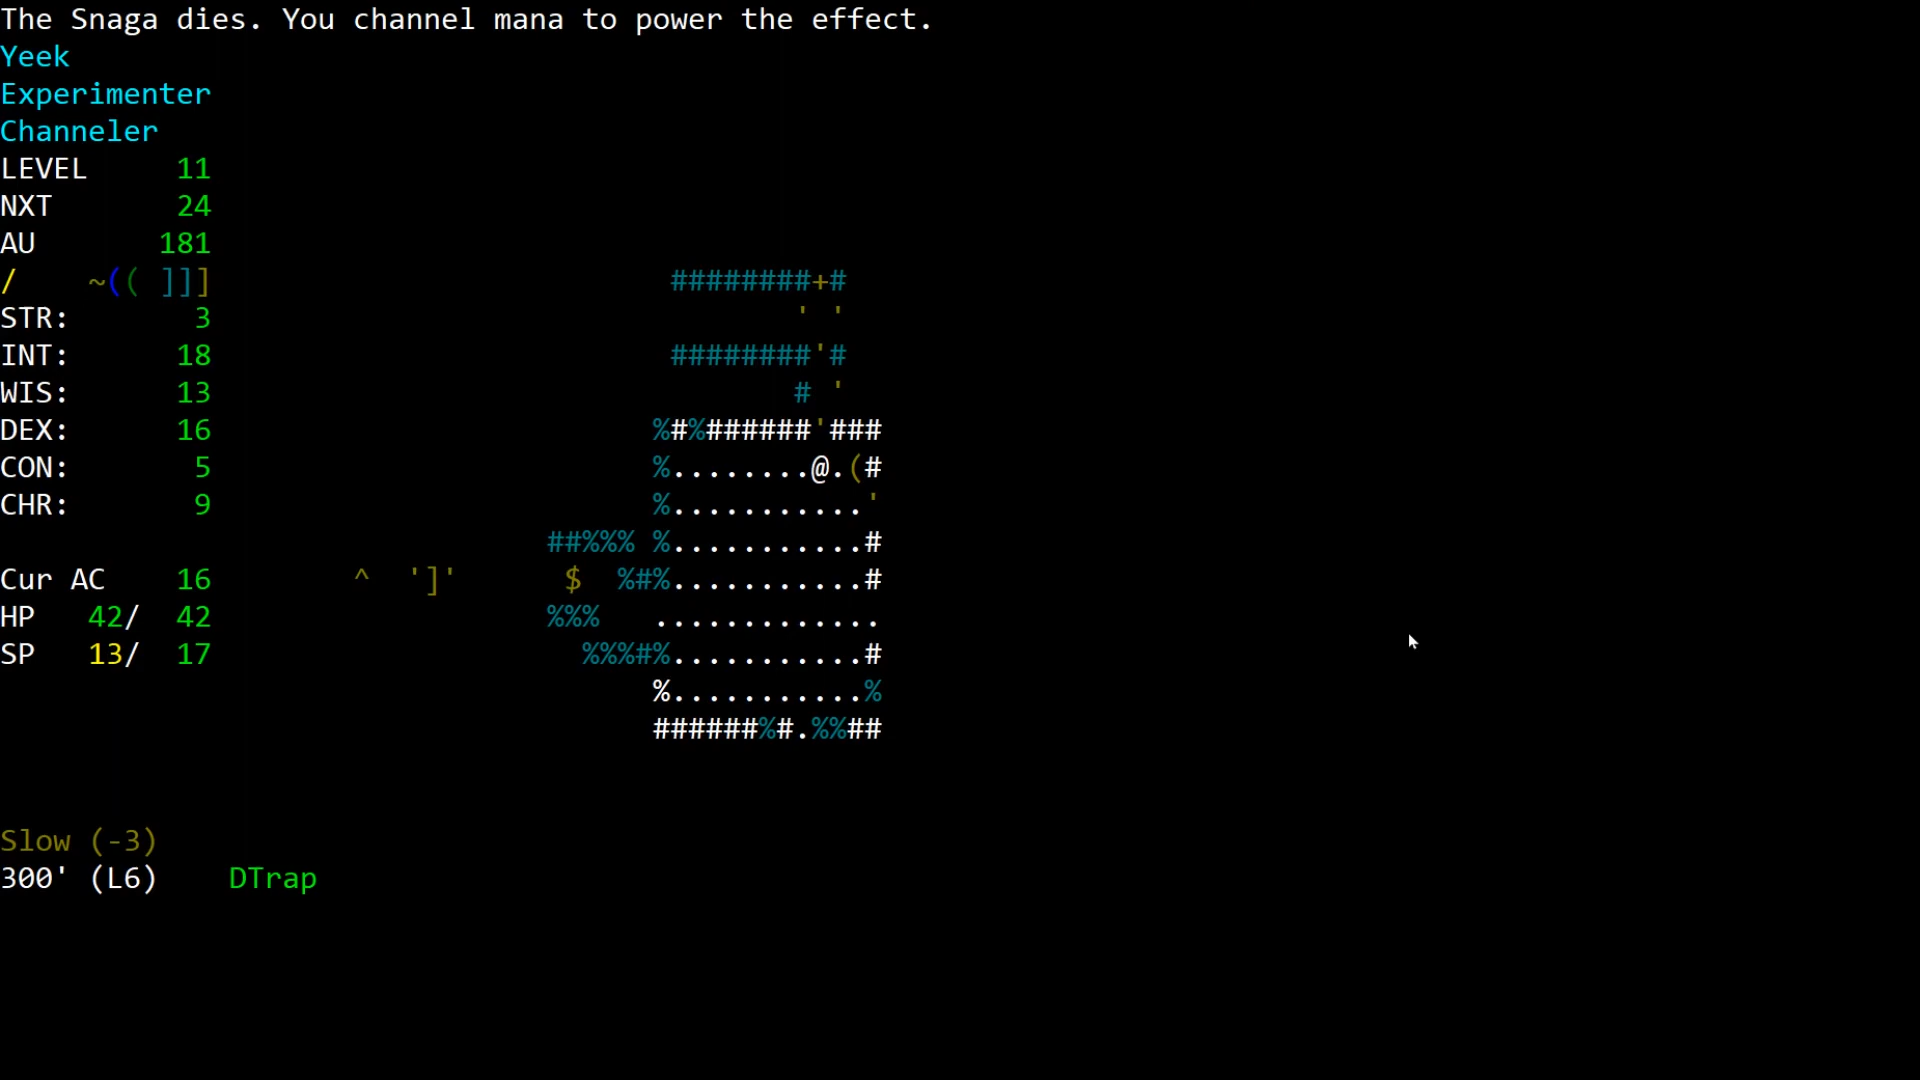 The Snaga dies. You channel mana to power the effect.
Yeek
Experimenter
Channeler
LEVEL 11
NXT 24
AU 181
/ ~(( ]]] ########+#
STR: 3 ' '
INT: 18 ########'#
WIS: 13 # '
DEX: 16 %#%######'###
CON: 5 %........@.(#
CHR: 9 %...........'
##%%% %...........#
Cur AC 16 ^ ']' $ %#%...........#
HP 42/ 42 %%% .............
SP 13/ 17 %%%#%...........#
%...........%
######%#.%%##
Slow (-3)
300' (L6) DTrap